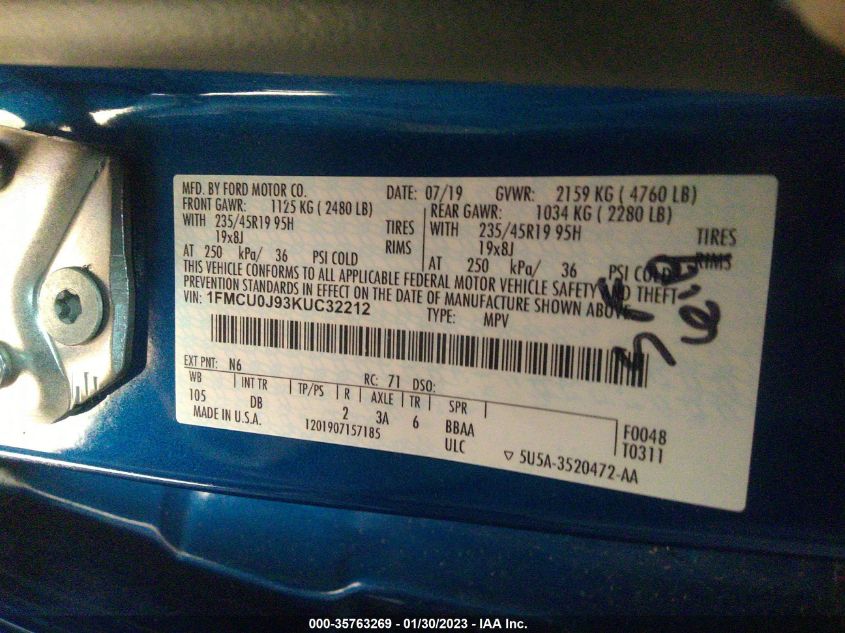 MFD. BY FORD MOTOR CO. DATE: 07/19 GVWR: 2159 KG ( 4760 LB)
FRONT GAWR: 1125 KG ( 2480 LB) REAR GAWR: 1034 KG ( 2280 LB)
WITH 235/45R19 95H TIRES WITH 235/45R19 95H TIRES
19x8J RIMS 19x8J RIMS
AT 250 kPa/ 36 PSI COLD AT 250 kPa/ 36 PSI COLD
THIS VEHICLE CONFORMS TO ALL APPLICABLE FEDERAL MOTOR VEHICLE SAFETY AND THEFT
PREVENTION STANDARDS IN EFFECT ON THE DATE OF MANUFACTURE SHOWN ABOVE.
VIN: 1FMCU0J93KUC32212 TYPE: MPV
EXT PNT: N6 RC: 71 DSO:
WB INT TR TP/PS R AXLE TR SPR
105 DB 2 3A 6 BBAA F0048
MADE IN U.S.A. 1201907157185 ULC T0311
5U5A-3520472-AA
000-35763269 - 01/30/2023 - IAA Inc.